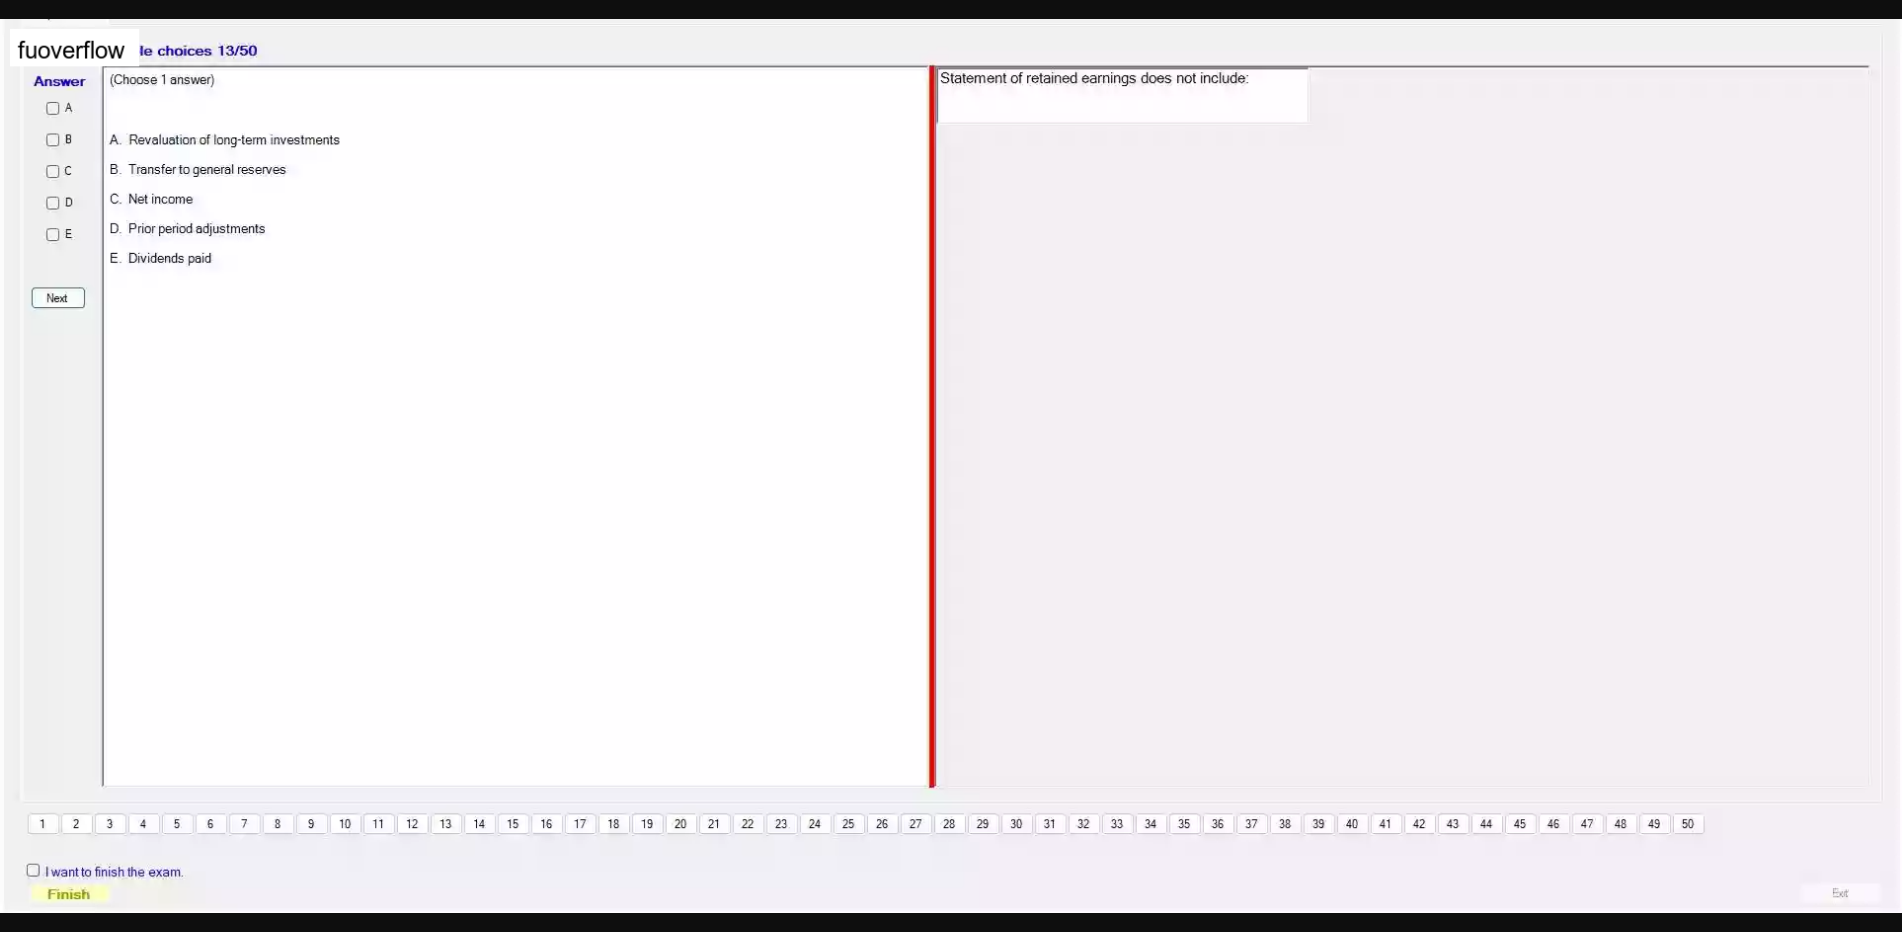 fuoverflow le choices 13/50
Answer
(Choose 1 answer)
A
B
C
D
E
Next
A. Revaluation of long-term investments
B. Transfer to general reserves
C. Net income
D. Prior period adjustments
E. Dividends paid
Statement of retained earnings does not include:
1 2 3 4 5 6 7 8 9 10 11 12 13 14 15 16 17 18 19 20 21 22 23 24 25 26 27 28 29 30 31 32 33 34 35 36 37 38 39 40 41 42 43 44 45 46 47 48 49 50
I want to finish the exam.
Finish
Exit